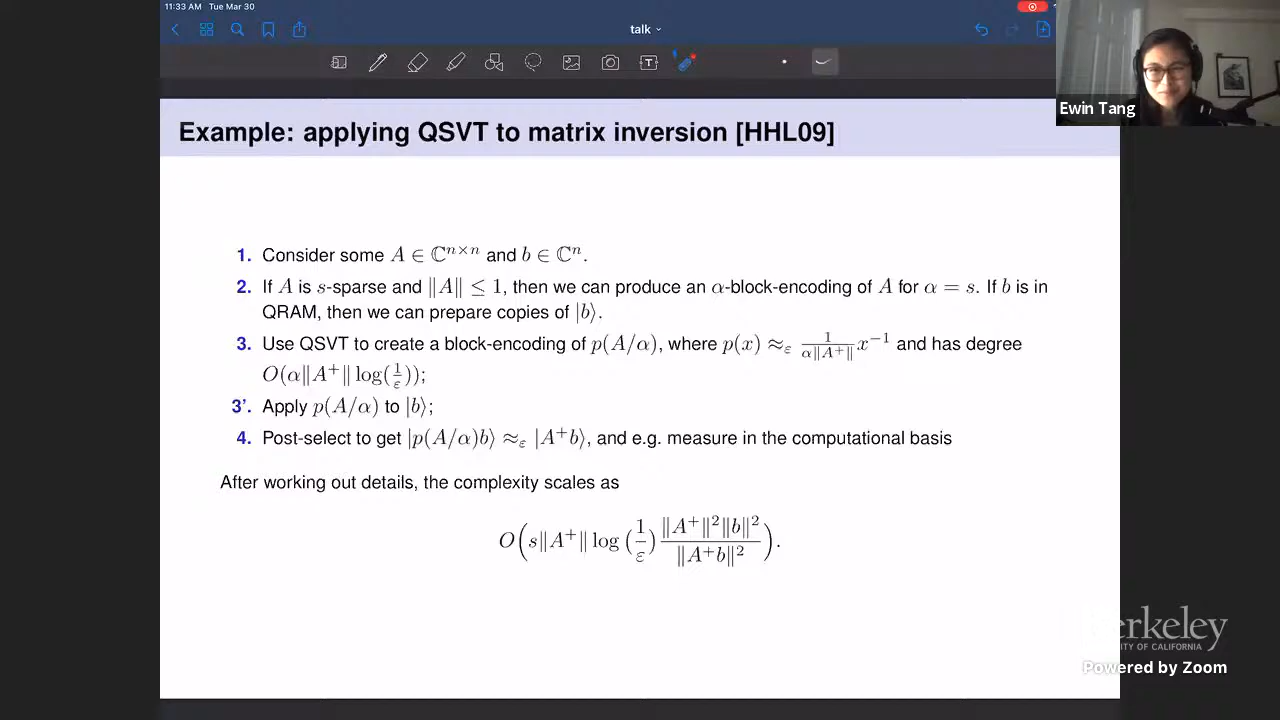 11:33 AM Tue Mar 30
talk
Ewin Tang
Example: applying QSVT to matrix inversion [HHL09]
1. Consider some A ∈ ℂ^{n×n} and b ∈ ℂ^n.
2. If A is s-sparse and ‖A‖ ≤ 1, then we can produce an α-block-encoding of A for α = s. If b is in
QRAM, then we can prepare copies of |b⟩.
3. Use QSVT to create a block-encoding of p(A/α), where p(x) ≈_ε \frac{1}{α‖A^+‖} x^{-1} and has degree
O(α‖A^+‖ log(\frac{1}{ε}));
3'. Apply p(A/α) to |b⟩;
4. Post-select to get |p(A/α)b⟩ ≈_ε |A^+b⟩, and e.g. measure in the computational basis
After working out details, the complexity scales as
O(s‖A^+‖ log(\frac{1}{ε}) \frac{‖A^+‖^2‖b‖^2}{‖A^+b‖^2}).
Berkeley
ITY OF CALIFORNIA
Powered by Zoom